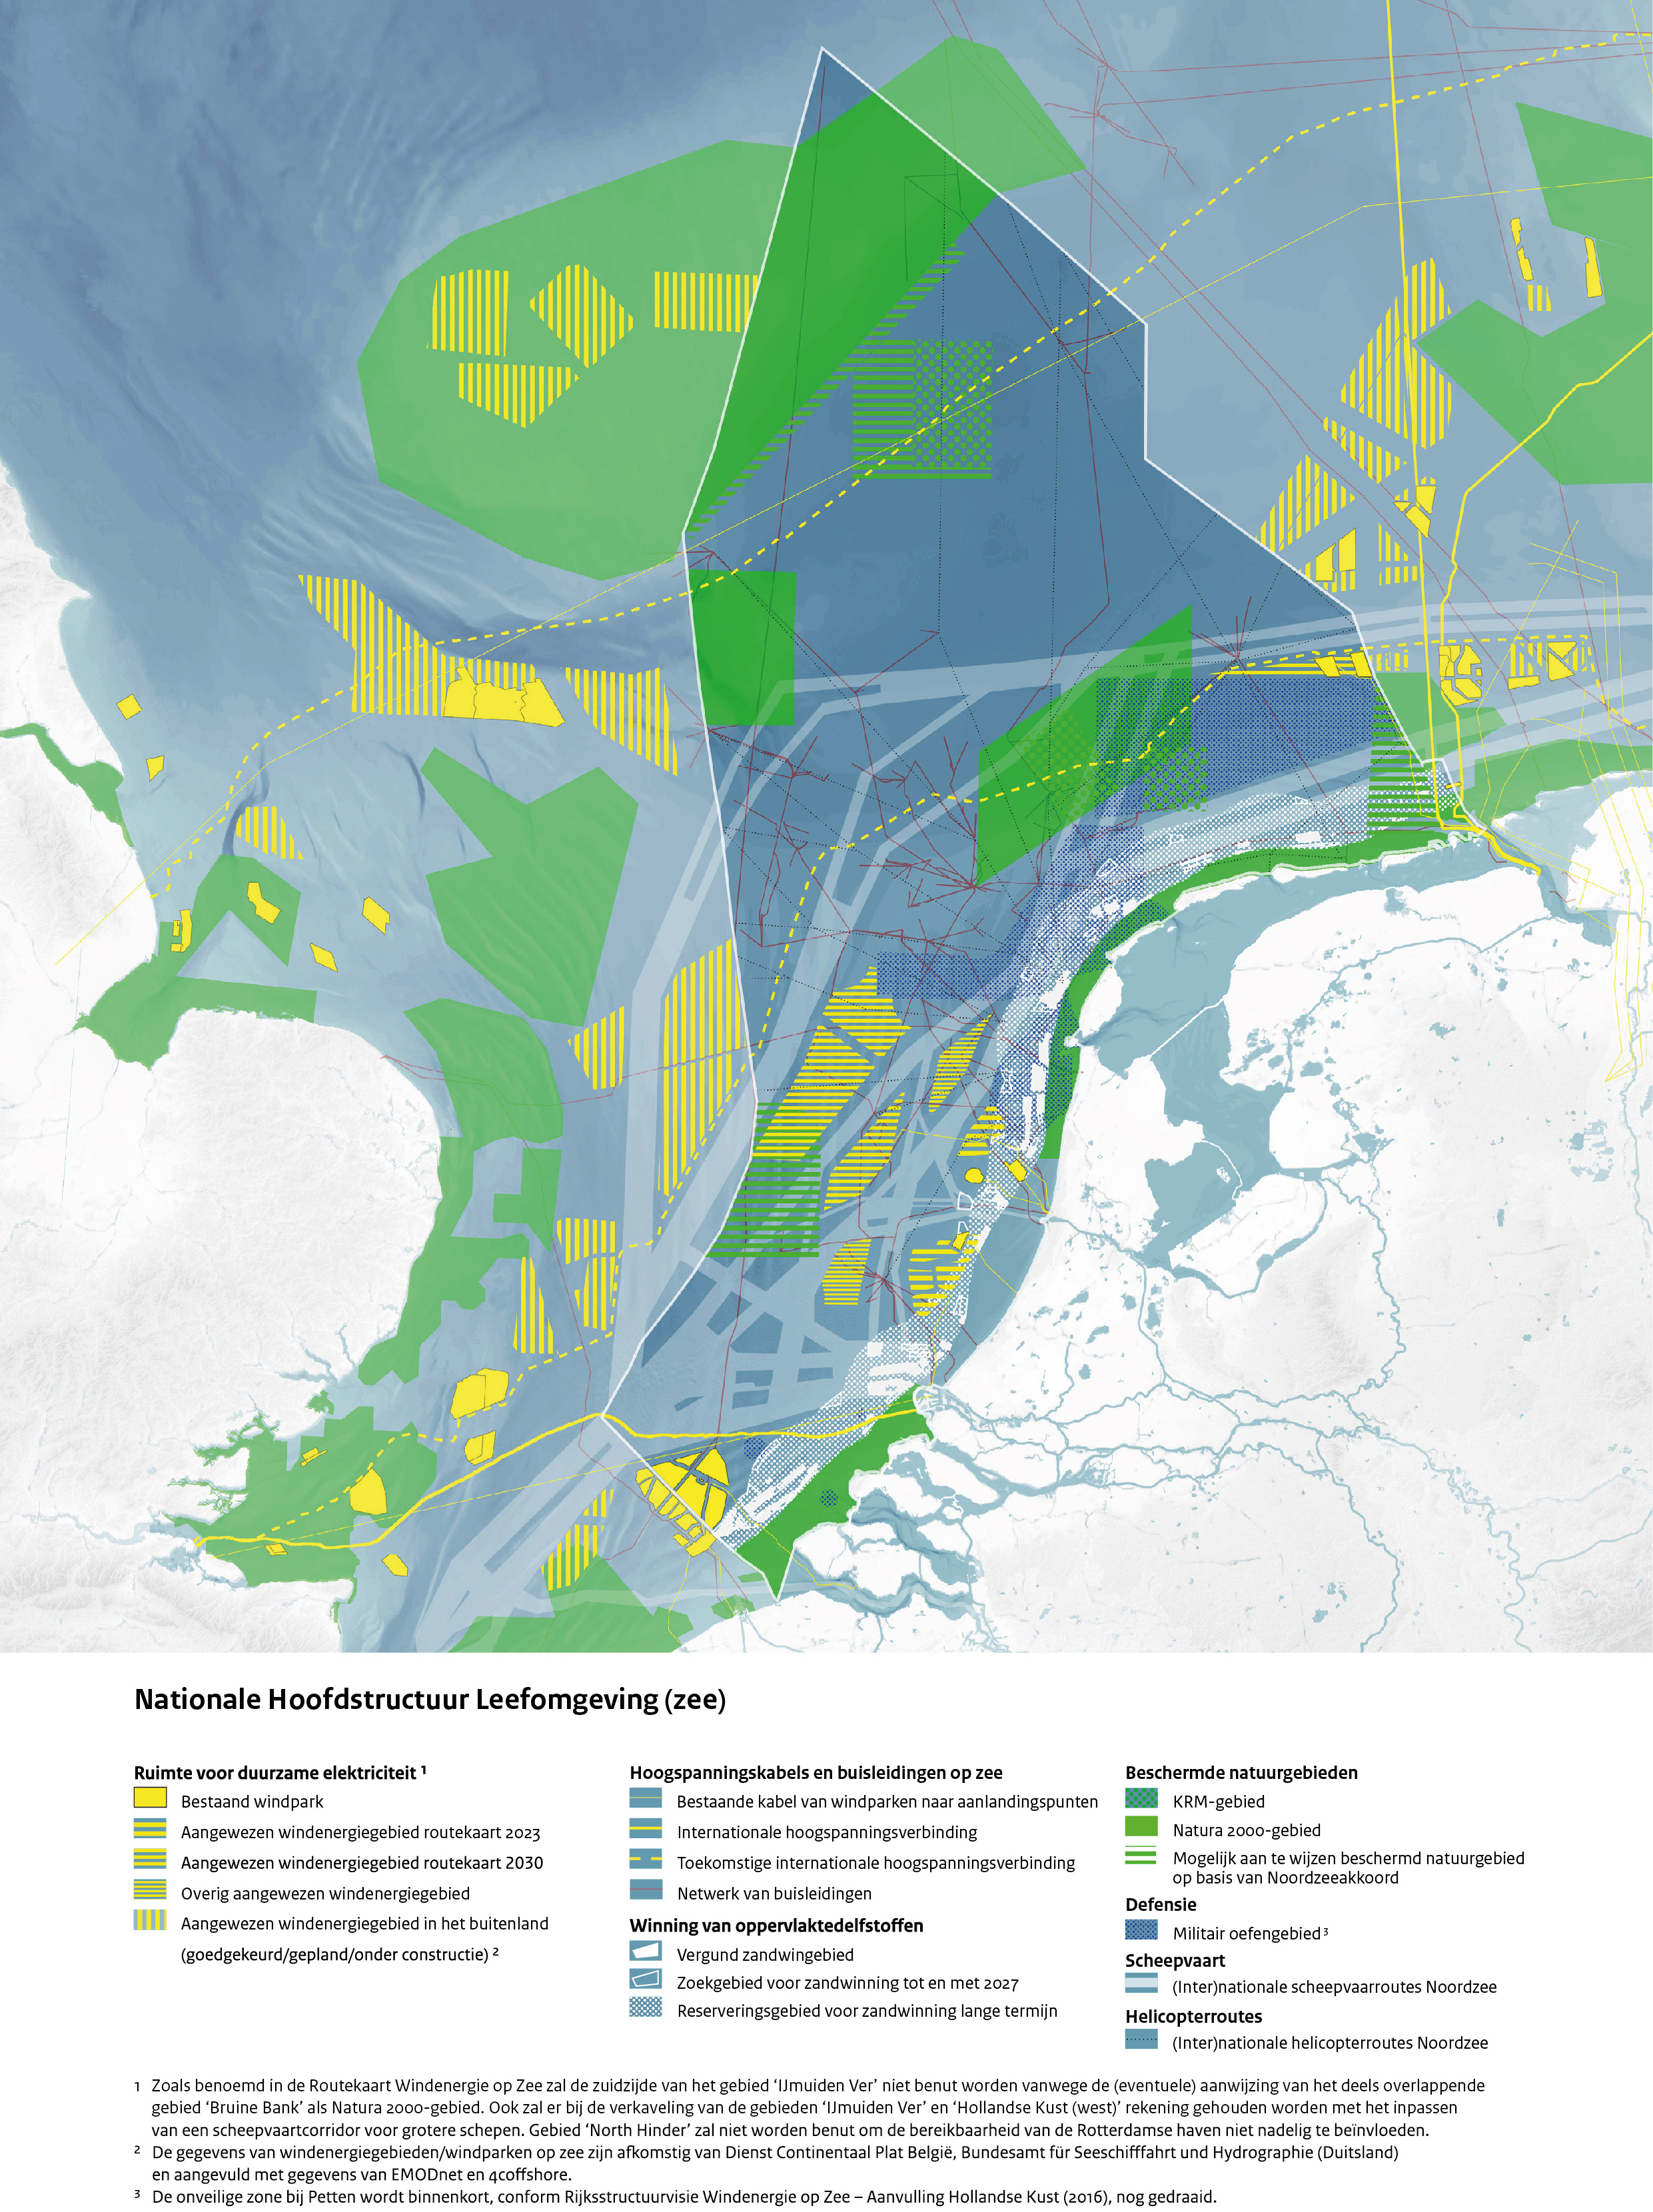 Nationale Hoofdstructuur Leefomgeving (zee)
Ruimte voor duurzame elektriciteit ¹
Bestaand windpark
Aangewezen windenergiegebied routekaart 2023
Aangewezen windenergiegebied routekaart 2030
Overig aangewezen windenergiegebied
Aangewezen windenergiegebied in het buitenland
(goedgekeurd/gepland/onder constructie) ²
Hoogspanningskabels en buisleidingen op zee
Bestaande kabel van windparken naar aanlandingspunten
Internationale hoogspanningsverbinding
Toekomstige internationale hoogspanningsverbinding
Netwerk van buisleidingen
Winning van oppervlaktedelfstoffen
Vergund zandwingebied
Zoekgebied voor zandwinning tot en met 2027
Reserveringsgebied voor zandwinning lange termijn
Beschermde natuurgebieden
KRM-gebied
Natura 2000-gebied
Mogelijk aan te wijzen beschermd natuurgebied
op basis van Noordzeeakkoord
Defensie
Militair oefengebied³
Scheepvaart
(Inter)nationale scheepvaarroutes Noordzee
Helicopterroutes
(Inter)nationale helicopterroutes Noordzee
1 Zoals benoemd in de Routekaart Windenergie op Zee zal de zuidzijde van het gebied ‘IJmuiden Ver’ niet benut worden vanwege de (eventuele) aanwijzing van het deels overlappende
gebied ‘Bruine Bank’ als Natura 2000-gebied. Ook zal er bij de verkaveling van de gebieden ‘IJmuiden Ver’ en ‘Hollandse Kust (west)’ rekening gehouden worden met het inpassen
van een scheepvaartcorridor voor grotere schepen. Gebied ‘North Hinder’ zal niet worden benut om de bereikbaarheid van de Rotterdamse haven niet nadelig te beïnvloeden.
² De gegevens van windenergiegebieden/windparken op zee zijn afkomstig van Dienst Continentaal Plat België, Bundesamt für Seeschifffahrt und Hydrographie (Duitsland)
en aangevuld met gegevens van EMODnet en 4coffshore.
³ De onveilige zone bij Petten wordt binnenkort, conform Rijksstructuurvisie Windenergie op Zee – Aanvulling Hollandse Kust (2016), nog gedraaid.